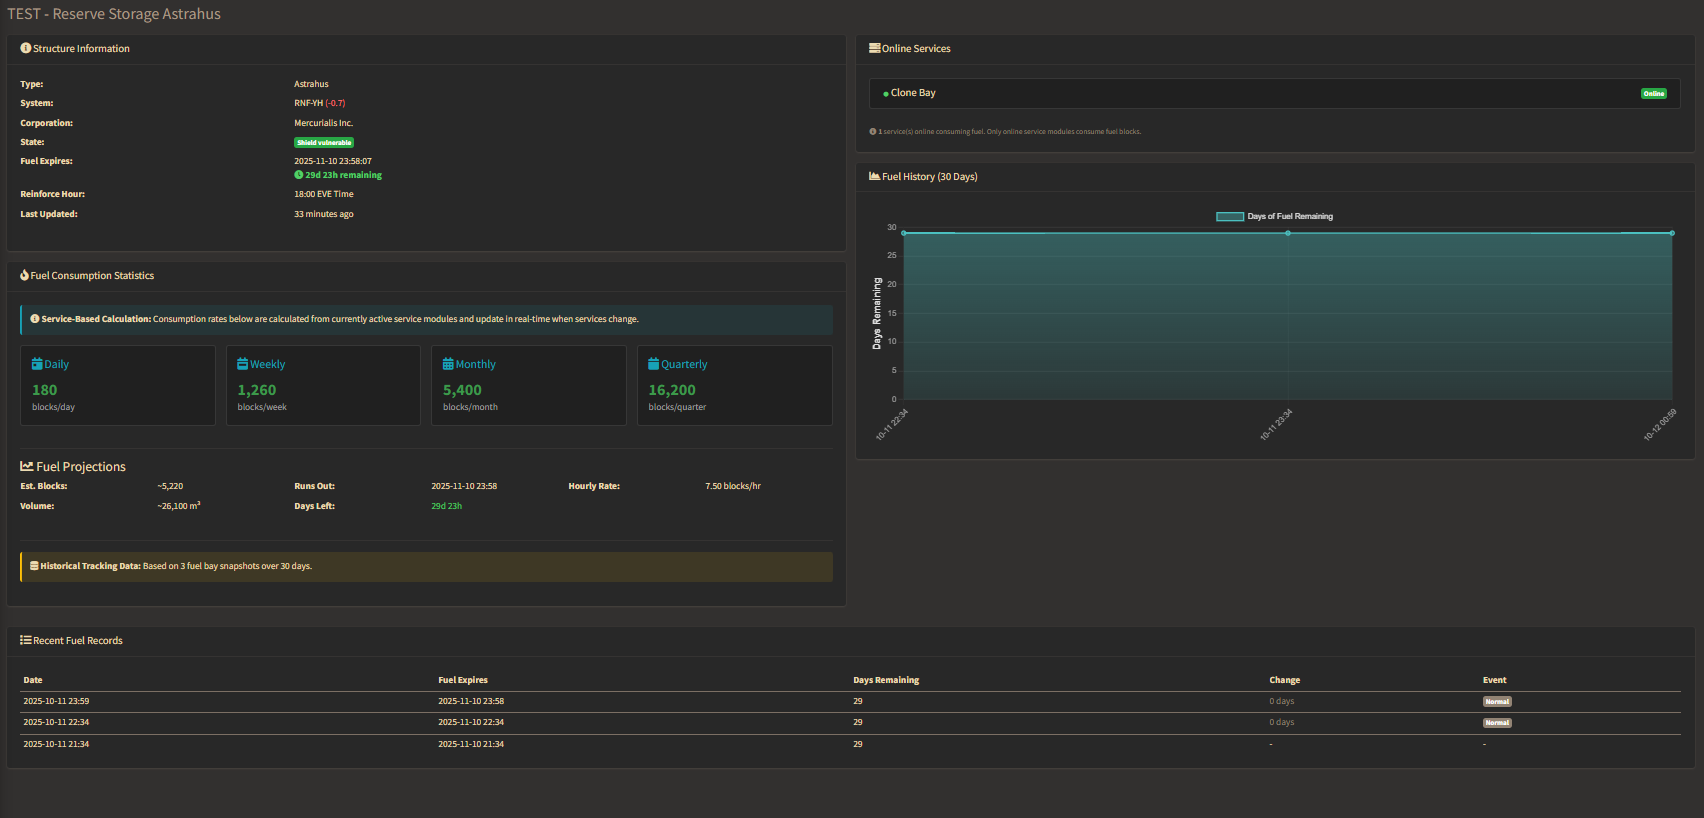 TEST - Reserve Storage Astrahus
Structure Information
Type: Astrahus
System: RNF-YH (-0.7)
Corporation: Mercurialis Inc.
State: Shield vulnerable
Fuel Expires: 2025-11-10 23:58:07
29d 23h remaining
Reinforce Hour: 18:00 EVE Time
Last Updated: 33 minutes ago
Fuel Consumption Statistics
Service-Based Calculation: Consumption rates below are calculated from currently active service modules and update in real-time when services change.
Daily
180
blocks/day
Weekly
1,260
blocks/week
Monthly
5,400
blocks/month
Quarterly
16,200
blocks/quarter
Fuel Projections
Est. Blocks: ~5,220 Runs Out: 2025-11-10 23:58 Hourly Rate: 7.50 blocks/hr
Volume: ~26,100 m³ Days Left: 29d 23h
Historical Tracking Data: Based on 3 fuel bay snapshots over 30 days.
Online Services
Clone Bay Online
1 service(s) online consuming fuel. Only online service modules consume fuel blocks.
Fuel History (30 Days)
Days of Fuel Remaining
Days Remaining
30
25
20
15
10
5
0
10-11 22:34
10-11 23:34
10-12 00:59
Recent Fuel Records
Date Fuel Expires Days Remaining Change Event
2025-10-11 23:59 2025-11-10 23:58 29 0 days Normal
2025-10-11 22:34 2025-11-10 22:34 29 0 days Normal
2025-10-11 21:34 2025-11-10 21:34 29 - -